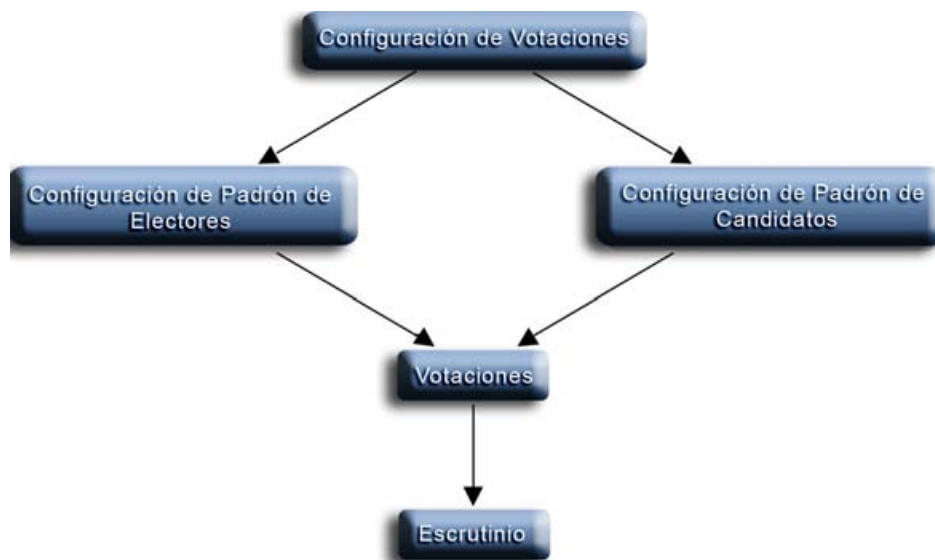 Configuración de Votaciones
Configuración de Padrón de
Electores
Configuración de Padrón de
Candidatos
Votaciones
Escrutinio